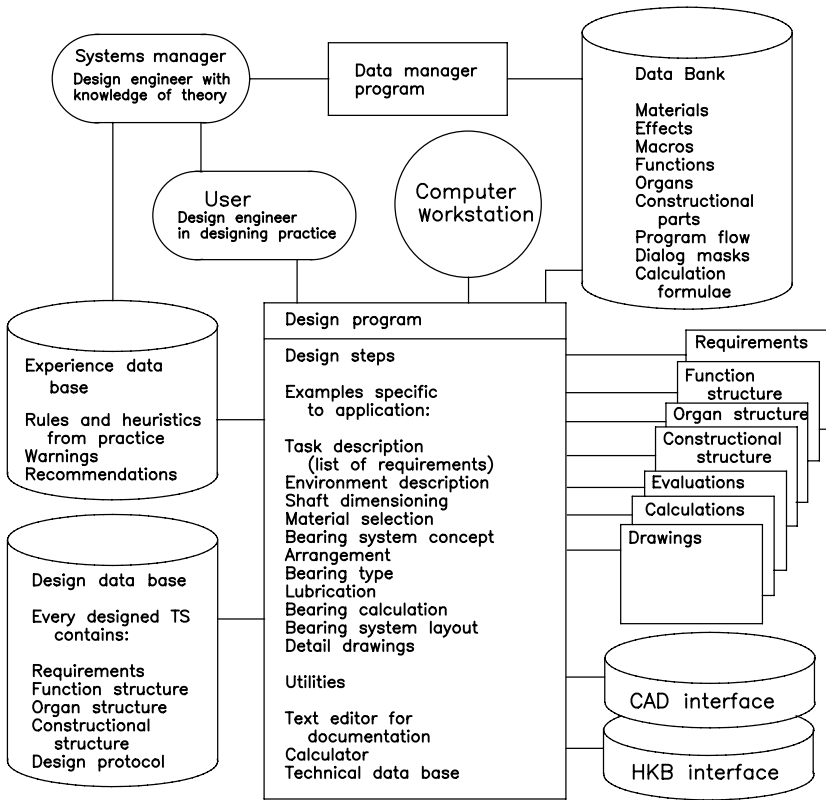 Systems manager
Design engineer with
knowledge of theory
Data manager
program
Data Bank
Materials
Effects
Macros
Functions
Organs
Constructional
parts
Program flow
Dialog masks
Calculation
formulae
User
Design engineer
in designing practice
Computer
workstation
Experience data
base
Rules and heuristics
from practice
Warnings
Recommendations
Design data base
Every designed TS
contains:
Requirements
Function structure
Organ structure
Constructional
structure
Design protocol
Design program
Design steps
Examples specific
to application:
Task description
(list of requirements)
Environment description
Shaft dimensioning
Material selection
Bearing system concept
Arrangement
Bearing type
Lubrication
Bearing calculation
Bearing system layout
Detail drawings
Utilities
Text editor for
documentation
Calculator
Technical data base
Requirements
Function
structure
Organ structure
Constructional
structure
Evaluations
Calculations
Drawings
CAD interface
HKB interface